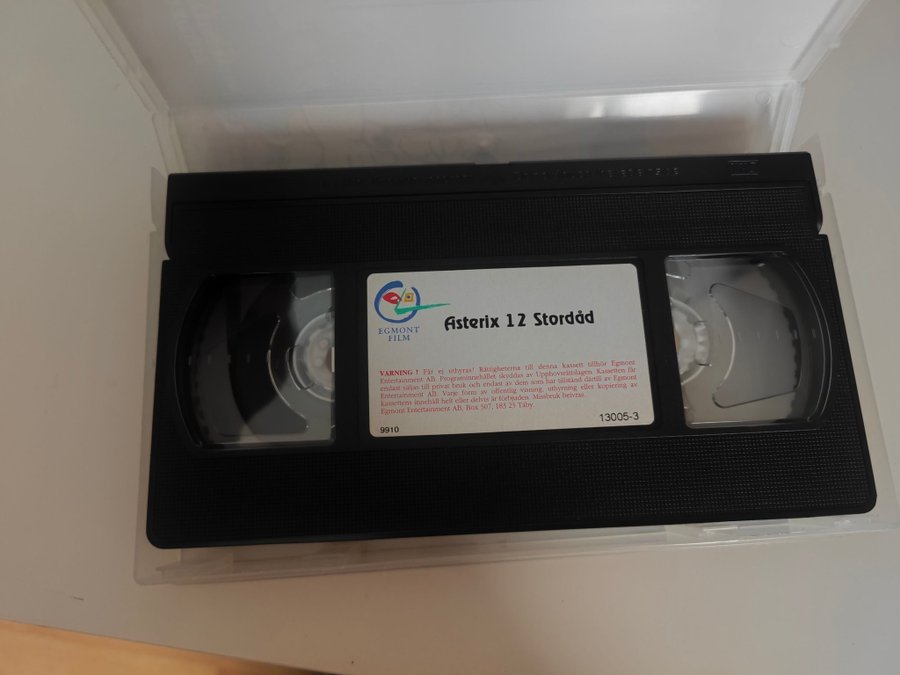 VHS
EGMONT
FILM
Asterix 12 Stordåd
VARNING ! Får ej uthyras! Rättigheterna till denna kassett tillhör Egmont
Entertainment AB. Programinnehållet skyddas av Upphovsrättslagen. Kassetten får
endast säljas till privat bruk och endast av dem som har tillstånd därtill av Egmont
Entertainment AB. Varje form av offentlig visning, uthyrning eller kopiering av
kassettens innehåll helt eller delvis är förbjuden. Missbruk beivras.
Egmont Entertainment AB, Box 507, 183 25 Täby.
9910
13005-3